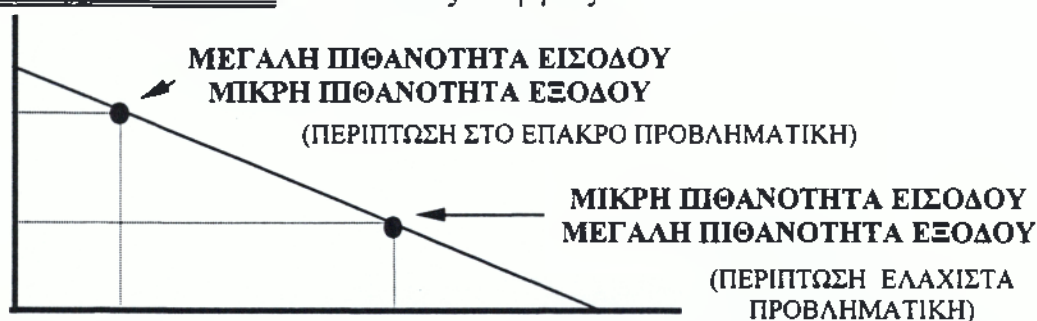 ΜΕΓΑΛΗ ΠΙΘΑΝΟΤΗΤΑ ΕΙΣΟΔΟΥ
ΜΙΚΡΗ ΠΙΘΑΝΟΤΗΤΑ ΕΞΟΔΟΥ
(ΠΕΡΙΠΤΩΣΗ ΣΤΟ ΕΠΑΚΡΟ ΠΡΟΒΛΗΜΑΤΙΚΗ)
ΜΙΚΡΗ ΠΙΘΑΝΟΤΗΤΑ ΕΙΣΟΔΟΥ
ΜΕΓΑΛΗ ΠΙΘΑΝΟΤΗΤΑ ΕΞΟΔΟΥ
(ΠΕΡΙΠΤΩΣΗ ΕΛΑΧΙΣΤΑ
ΠΡΟΒΛΗΜΑΤΙΚΗ)